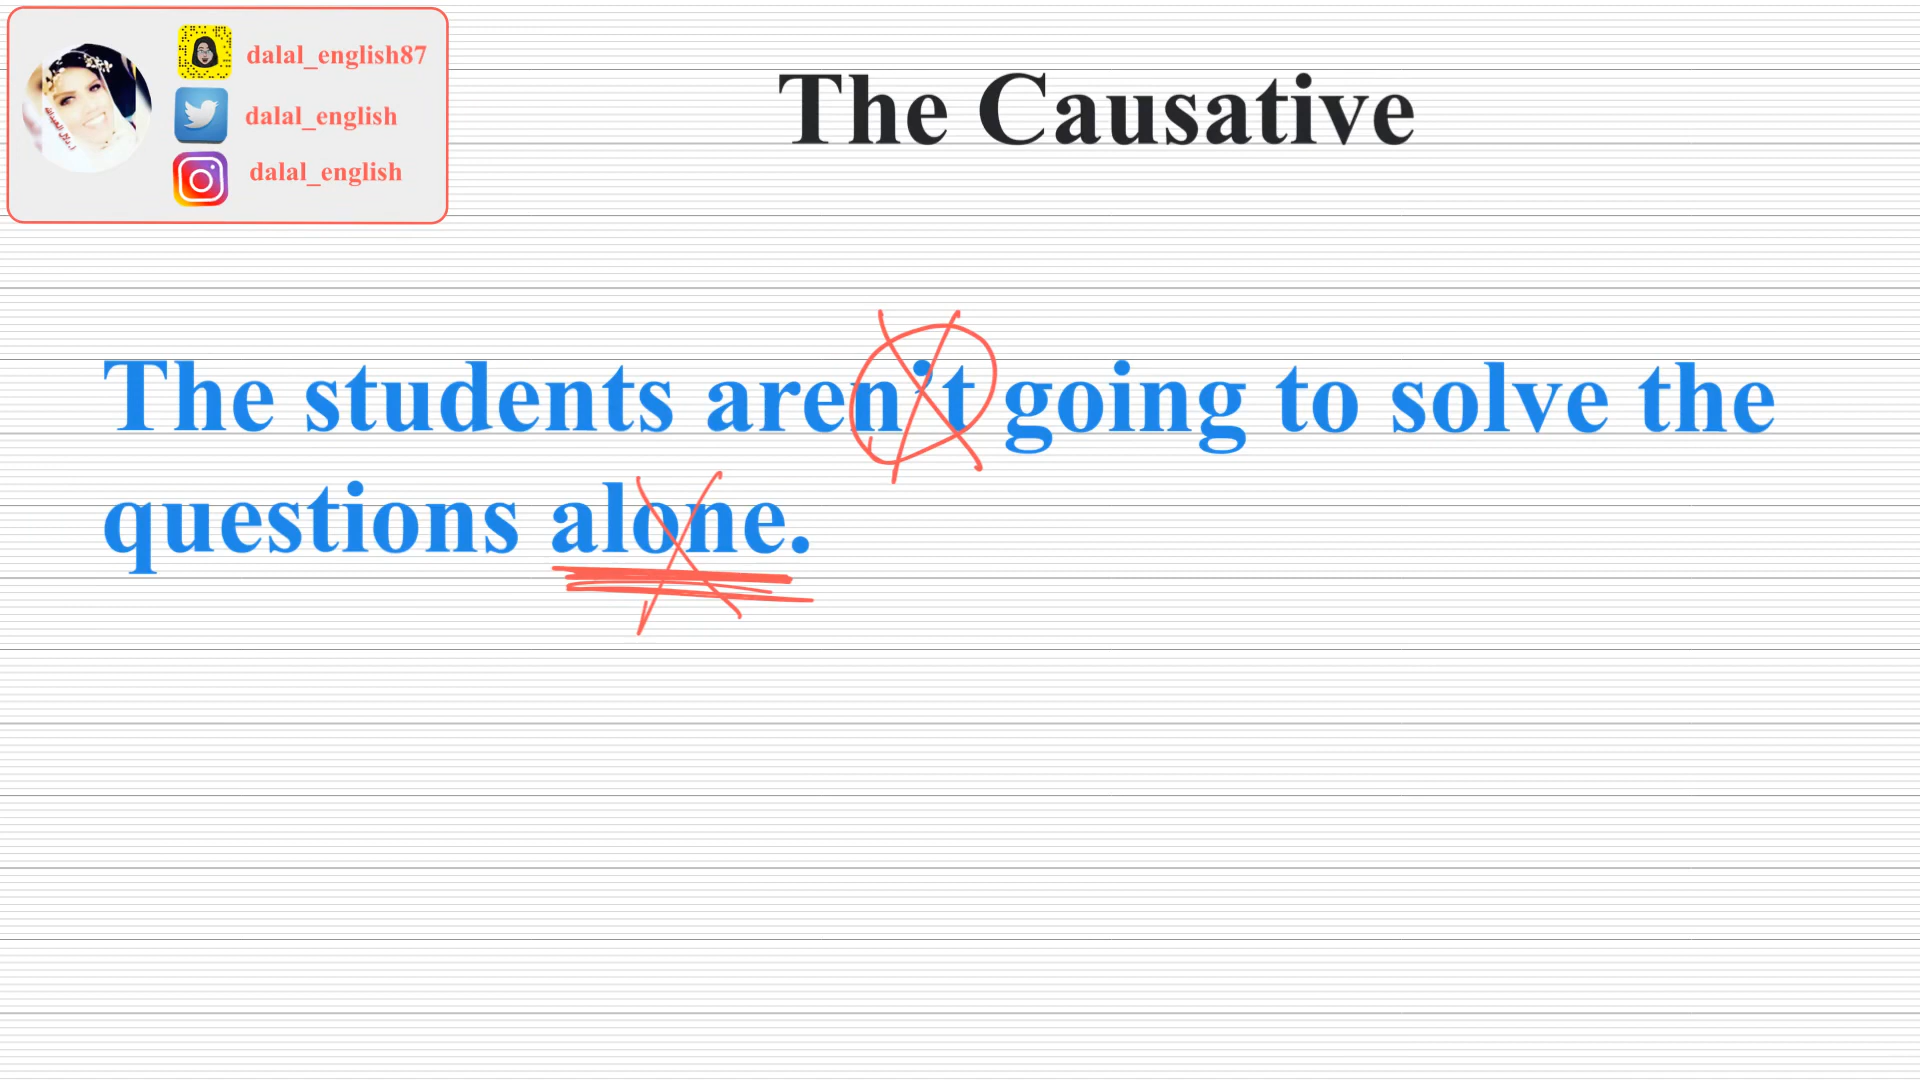 dalal_english87
dalal_english
dalal_english
The Causative
The students aren’t going to solve the
questions alone.